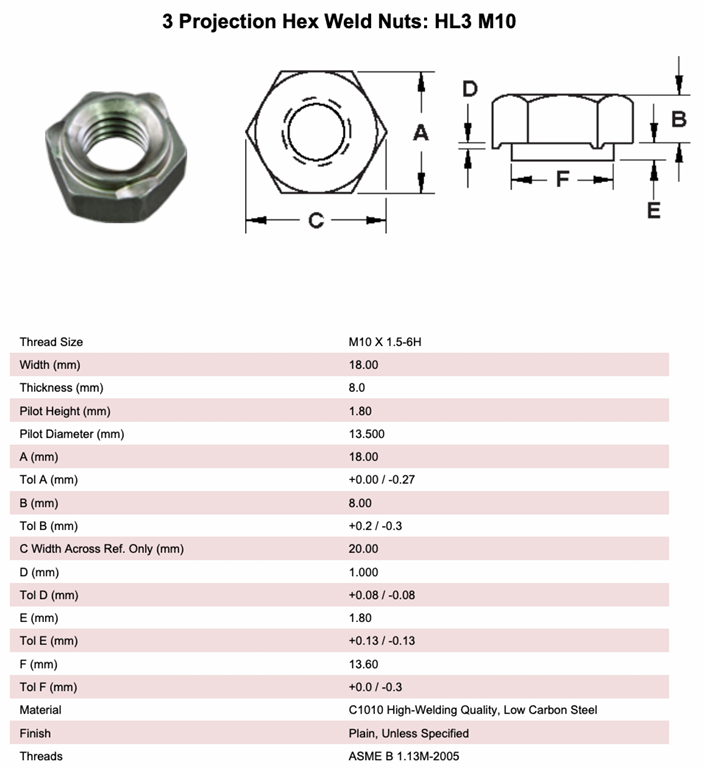 3 Projection Hex Weld Nuts: HL3 M10
D
A
B
F
C
E
Thread Size M10 X 1.5-6H
Width (mm) 18.00
Thickness (mm) 8.0
Pilot Height (mm) 1.80
Pilot Diameter (mm) 13.500
A (mm) 18.00
Tol A (mm) +0.00 / -0.27
B (mm) 8.00
Tol B (mm) +0.2 / -0.3
C Width Across Ref. Only (mm) 20.00
D (mm) 1.000
Tol D (mm) +0.08 / -0.08
E (mm) 1.80
Tol E (mm) +0.13 / -0.13
F (mm) 13.60
Tol F (mm) +0.0 / -0.3
Material C1010 High-Welding Quality, Low Carbon Steel
Finish Plain, Unless Specified
Threads ASME B 1.13M-2005